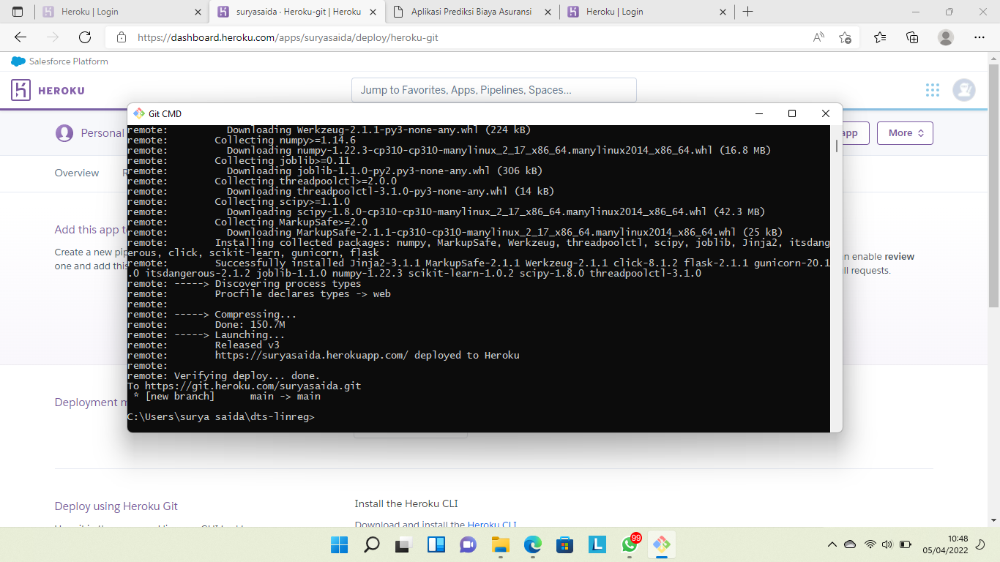 Heroku | Login
suryasaida · Heroku-git | Heroku
Aplikasi Prediksi Biaya Asuransi
Heroku | Login
https://dashboard.heroku.com/apps/suryasaida/deploy/heroku-git
Salesforce Platform
HEROKU
Jump to Favorites, Apps, Pipelines, Spaces...
Git CMD
Personal
app
More
Overview
remote:          Downloading Werkzeug-2.1.1-py3-none-any.whl (224 kB)
remote:        Collecting numpy>=1.14.6
remote:          Downloading numpy-1.22.3-cp310-cp310-manylinux_2_17_x86_64.manylinux2014_x86_64.whl (16.8 MB)
remote:        Collecting joblib>=0.11
remote:          Downloading joblib-1.1.0-py2.py3-none-any.whl (306 kB)
remote:        Collecting threadpoolctl>=2.0.0
remote:          Downloading threadpoolctl-3.1.0-py3-none-any.whl (14 kB)
remote:        Collecting scipy>=1.1.0
remote:          Downloading scipy-1.8.0-cp310-cp310-manylinux_2_17_x86_64.manylinux2014_x86_64.whl (42.3 MB)
remote:        Collecting MarkupSafe>=2.0
remote:          Downloading MarkupSafe-2.1.1-cp310-cp310-manylinux_2_17_x86_64.manylinux2014_x86_64.whl (25 kB)
remote:        Installing collected packages: numpy, MarkupSafe, Werkzeug, threadpoolctl, scipy, joblib, Jinja2, itsdang
erous, click, scikit-learn, gunicorn, flask
remote:        Successfully installed Jinja2-3.1.1 MarkupSafe-2.1.1 Werkzeug-2.1.1 click-8.1.2 flask-2.1.1 gunicorn-20.1
.0 itsdangerous-2.1.2 joblib-1.1.0 numpy-1.22.3 scikit-learn-1.0.2 scipy-1.8.0 threadpoolctl-3.1.0
remote: -----> Discovering process types
remote:        Procfile declares types -> web
remote:
remote: -----> Compressing...
remote:        Done: 150.7M
remote: -----> Launching...
remote:        Released v3
remote:        https://suryasaida.herokuapp.com/ deployed to Heroku
remote:
remote: Verifying deploy... done.
To https://git.heroku.com/suryasaida.git
 * [new branch]      main -> main
C:\Users\surya saida\dts-linreg>
Add this app t
Create a new pip
one and add this
n enable review
ll requests.
Deployment m
Deploy using Heroku Git
Install the Heroku CLI
Download and install the Heroku CLI
99
10:48
05/04/2022